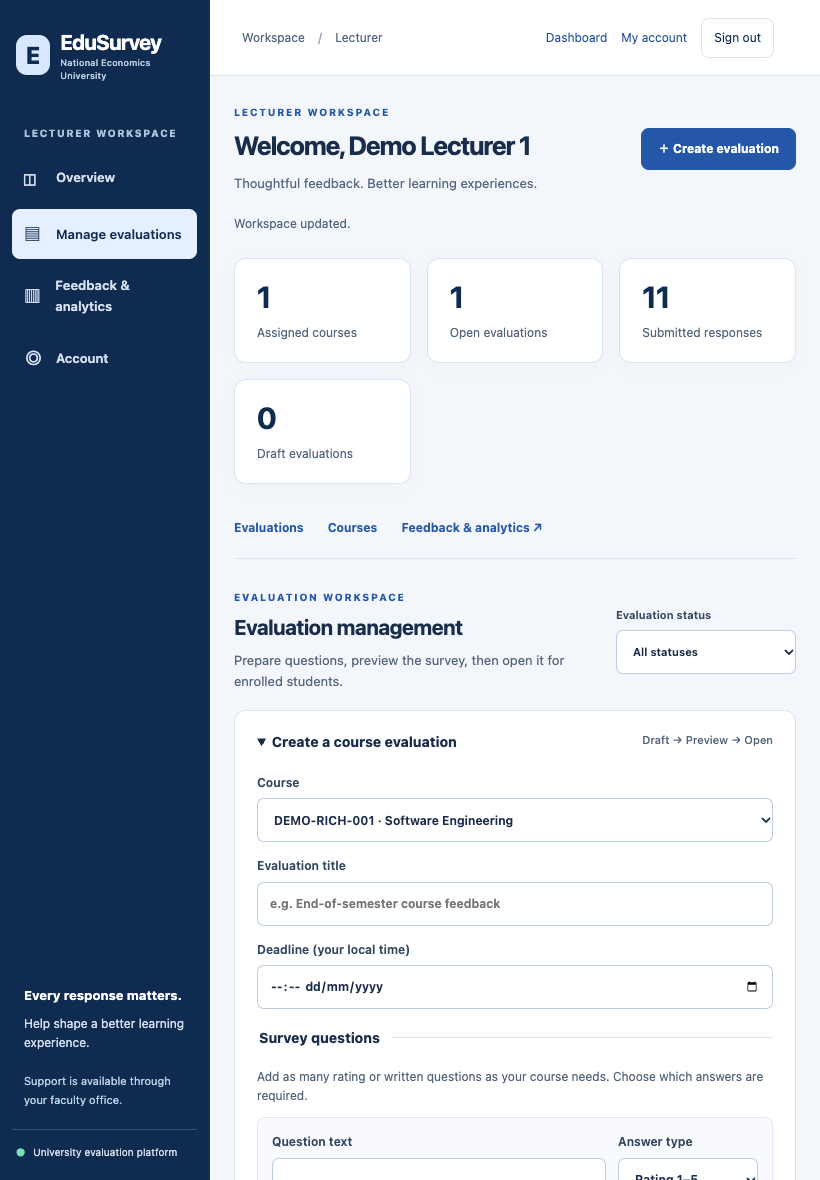 E
EduSurvey
National Economics
University
LECTURER WORKSPACE
Overview
Manage evaluations
Feedback &
analytics
Account
Every response matters.
Help shape a better learning
experience.
Support is available through
your faculty office.
University evaluation platform
Workspace / Lecturer
Dashboard
My account
Sign out
LECTURER WORKSPACE
Welcome, Demo Lecturer 1
Thoughtful feedback. Better learning experiences.
+ Create evaluation
Workspace updated.
1
Assigned courses
1
Open evaluations
11
Submitted responses
0
Draft evaluations
Evaluations
Courses
Feedback & analytics ↗
EVALUATION WORKSPACE
Evaluation management
Prepare questions, preview the survey, then open it for
enrolled students.
Evaluation status
All statuses
▼ Create a course evaluation
Draft → Preview → Open
Course
DEMO-RICH-001 · Software Engineering
Evaluation title
e.g. End-of-semester course feedback
Deadline (your local time)
--:-- dd/mm/yyyy
Survey questions
Add as many rating or written questions as your course needs. Choose which answers are
required.
Question text
Answer type
Rating 1–5